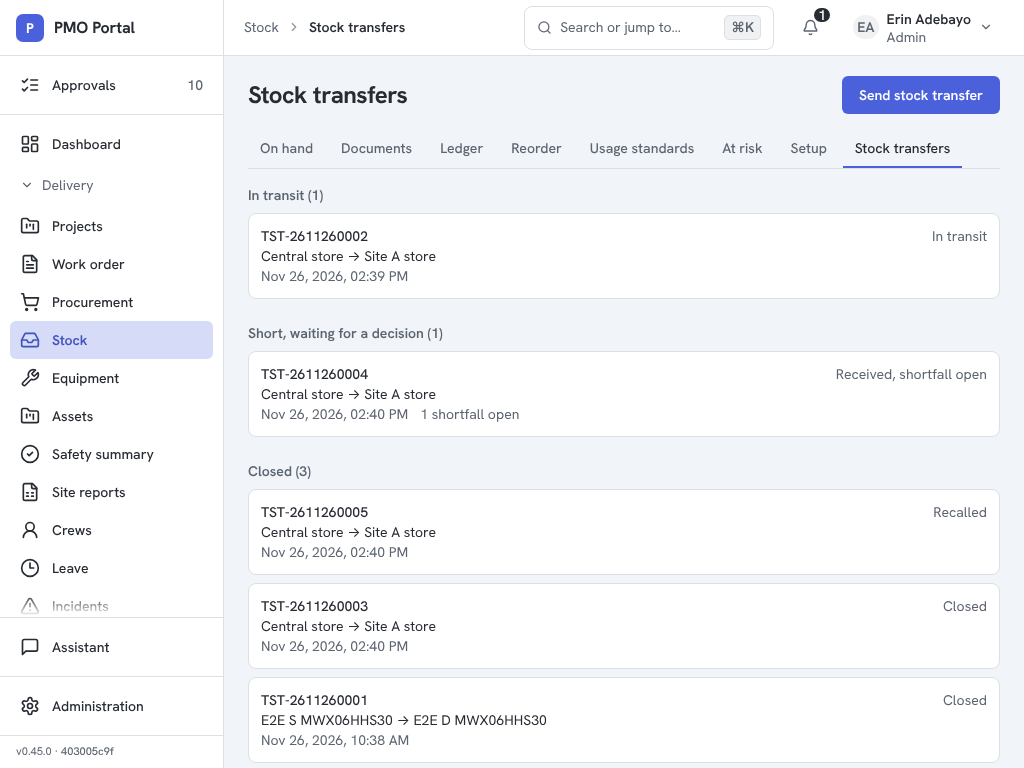 P PMO Portal
Stock > Stock transfers
Search or jump to... ⌘K
1
EA Erin Adebayo
Admin
Approvals 10
Dashboard
Delivery
Projects
Work order
Procurement
Stock
Equipment
Assets
Safety summary
Site reports
Crews
Leave
Incidents
Assistant
Administration
v0.45.0 · 403005c9f
Stock transfers
Send stock transfer
On hand Documents Ledger Reorder Usage standards At risk Setup Stock transfers
In transit (1)
TST-2611260002 In transit
Central store → Site A store
Nov 26, 2026, 02:39 PM
Short, waiting for a decision (1)
TST-2611260004 Received, shortfall open
Central store → Site A store
Nov 26, 2026, 02:40 PM 1 shortfall open
Closed (3)
TST-2611260005 Recalled
Central store → Site A store
Nov 26, 2026, 02:40 PM
TST-2611260003 Closed
Central store → Site A store
Nov 26, 2026, 02:40 PM
TST-2611260001 Closed
E2E S MWX06HHS30 → E2E D MWX06HHS30
Nov 26, 2026, 10:38 AM